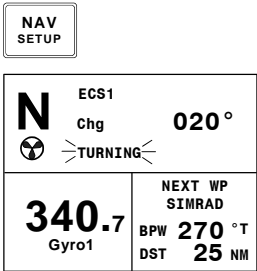 NAV
SETUP
N
ECS1
Chg 020°
TURNING
340.7
Gyro1
NEXT WP
SIMRAD
BPW 270 °T
DST 25 NM